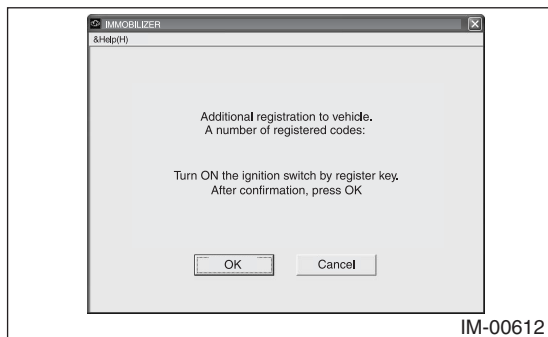 IMMOBILIZER
&Help(H)
Additional registration to vehicle.
A number of registered codes:
Turn ON the ignition switch by register key.
After confirmation, press OK
OK Cancel
IM-00612